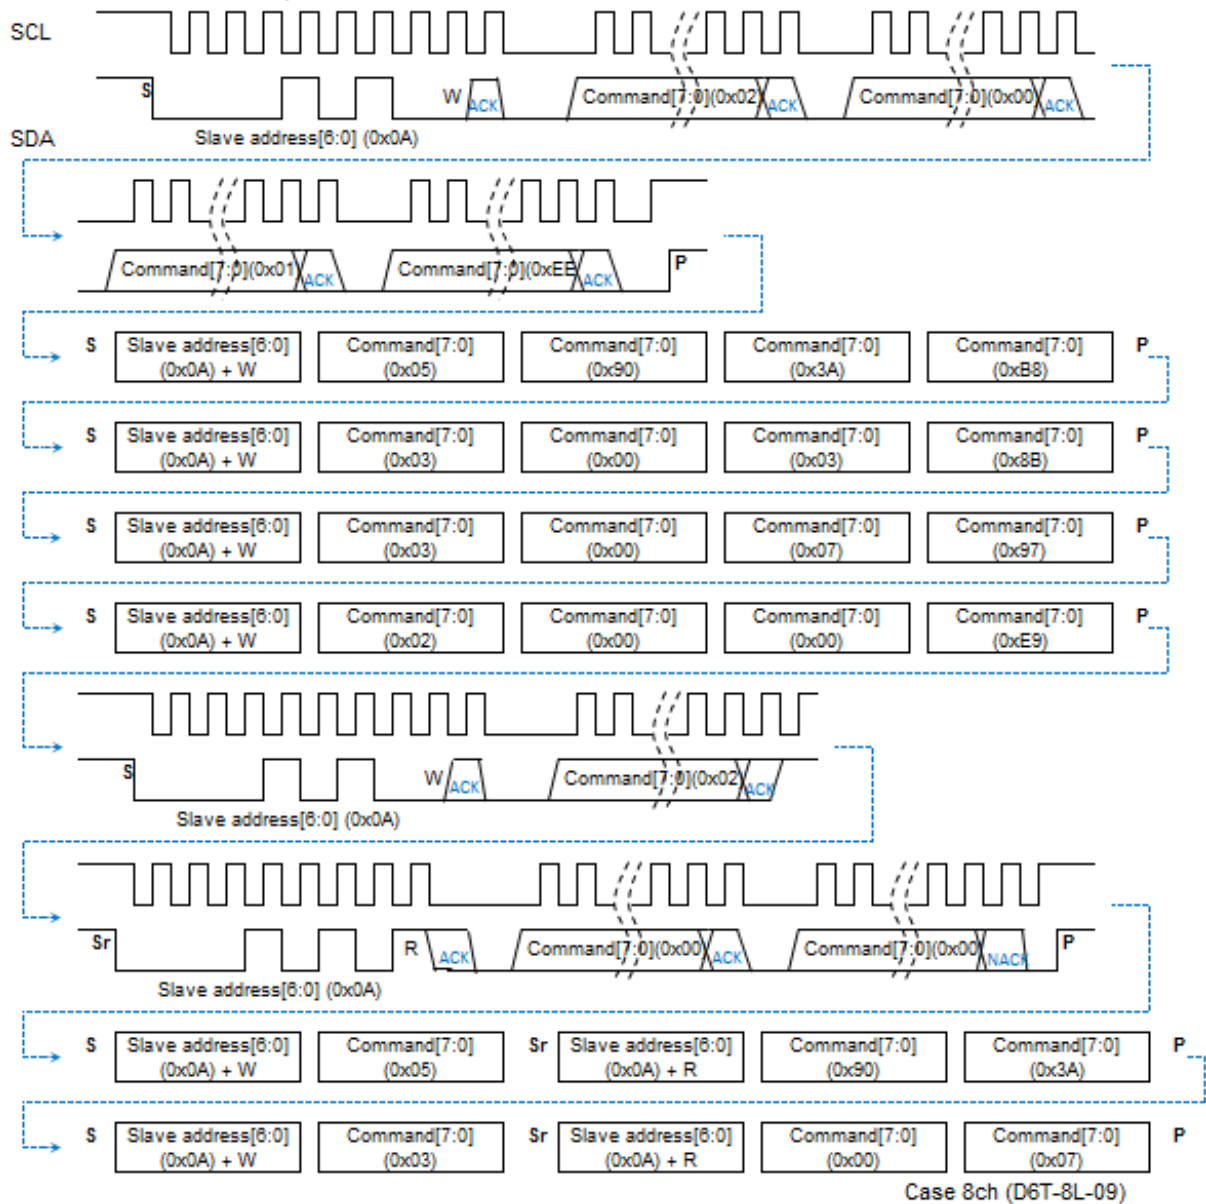 SCL
S
W ACK Command[7:0](0x02) ACK Command[7:0](0x00) ACK
SDA
Slave address[6:0] (0x0A)
Command[7:0](0x01) ACK Command[7:0](0xEE ACK P
S Slave address[6:0] Command[7:0] Command[7:0] Command[7:0] Command[7:0] P
(0x0A) + W (0x05) (0x90) (0x3A) (0xB8)
S Slave address[6:0] Command[7:0] Command[7:0] Command[7:0] Command[7:0] P
(0x0A) + W (0x03) (0x00) (0x03) (0x8B)
S Slave address[6:0] Command[7:0] Command[7:0] Command[7:0] Command[7:0] P
(0x0A) + W (0x03) (0x00) (0x07) (0x97)
S Slave address[6:0] Command[7:0] Command[7:0] Command[7:0] Command[7:0] P
(0x0A) + W (0x02) (0x00) (0x00) (0xE9)
S W ACK Command[7:0](0x02 ACK
Slave address[6:0] (0x0A)
Sr R ACK Command[7:0](0x00 ACK Command[7:0](0x00 NACK P
Slave address[6:0] (0x0A)
S Slave address[6:0] Command[7:0] Sr Slave address[6:0] Command[7:0] Command[7:0] P
(0x0A) + W (0x05) (0x0A) + R (0x90) (0x3A)
S Slave address[6:0] Command[7:0] Sr Slave address[6:0] Command[7:0] Command[7:0] P
(0x0A) + W (0x03) (0x0A) + R (0x00) (0x07)
Case 8ch (D6T-8L-09)